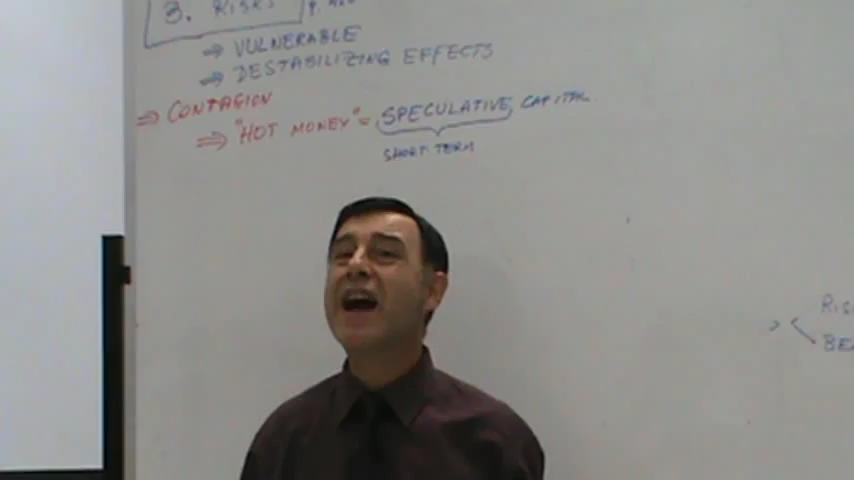 3. RISKS
⇒ VULNERABLE
⇒ DESTABILIZING EFFECTS
⇒ CONTAGION
⇒ "HOT MONEY" = SPECULATIVE CAPITAL
SHORT TERM